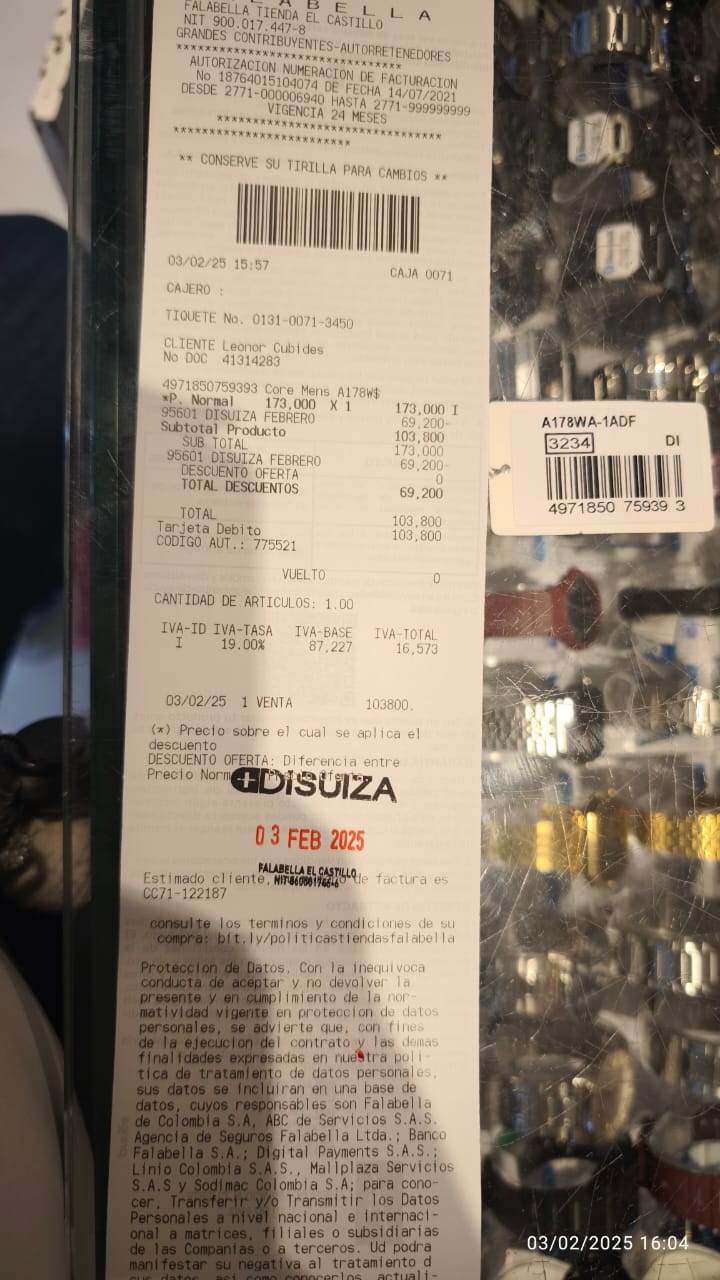 ABELLA
FALABELLA TIENDA EL CASTILLO
NIT 900.017.447-8
GRANDES CONTRIBUYENTES-AUTORRETENEDORES
******************************
AUTORIZACION NUMERACION DE FACTURACION
No 18764015104074 DE FECHA 14/07/2021
DESDE 2771-000006940 HASTA 2771-999999999
VIGENCIA 24 MESES
******************************
************************
** CONSERVE SU TIRILLA PARA CAMBIOS **
03/02/25 15:57 CAJA 0071
CAJERO :
TIQUETE No. 0131-0071-3450
CLIENTE Leonor Cubides
No DOC 41314283
4971850759393 Core Mens A178W$
*P. Normal 173,000 X 1 173,000 I
95601 DISUIZA FEBRERO 69,200-
Subtotal Producto 103,800
SUB TOTAL 173,000
95601 DISUIZA FEBRERO 69,200-
DESCUENTO OFERTA 0
TOTAL DESCUENTOS 69,200
TOTAL 103,800
Tarjeta Debito 103,800
CODIGO AUT.: 775521
VUELTO 0
CANTIDAD DE ARTICULOS: 1.00
IVA-ID IVA-TASA IVA-BASE IVA-TOTAL
I 19.00% 87,227 16,573
03/02/25 1 VENTA 103800.
(*) Precio sobre el cual se aplica el
descuento
DESCUENTO OFERTA: Diferencia entre
Precio Norm
DISUIZA
03 FEB 2025
FALABELLA EL CASTILLO
Estimado cliente, de factura es
CC71-122187
consulte los terminos y condiciones de su
compra: bit.ly/politicastiendasfalabella
Proteccion de Datos. Con la inequivoca
conducta de aceptar y no devolver la
presente y en cumplimiento de la nor-
matividad vigente en proteccion de datos
personales, se advierte que, con fines
de la ejecucion del contrato y las demas
finalidades expresadas en nuestra poli-
tica de tratamiento de datos personales,
sus datos se incluiran en una base de
datos, cuyos responsables son Falabella
de Colombia S.A, ABC de Servicios S.A.S.
Agencia de Seguros Falabella Ltda.; Banco
Falabella S.A.; Digital Payments S.A.S.;
Linio Colombia S.A.S., Mallplaza Servicios
S.A.S y Sodimac Colombia S.A; para cono-
cer, Transferir y/o Transmitir los Datos
Personales a nivel nacional e internaci-
onal a matrices, filiales o subsidiarias
de las Companias o a terceros. Ud podra
manifestar su negativa al tratamiento d
sus datos, asi como conocerlos, actuali-
A178WA-1ADF
3234 DI
4971850 75939 3
03/02/2025 16:04